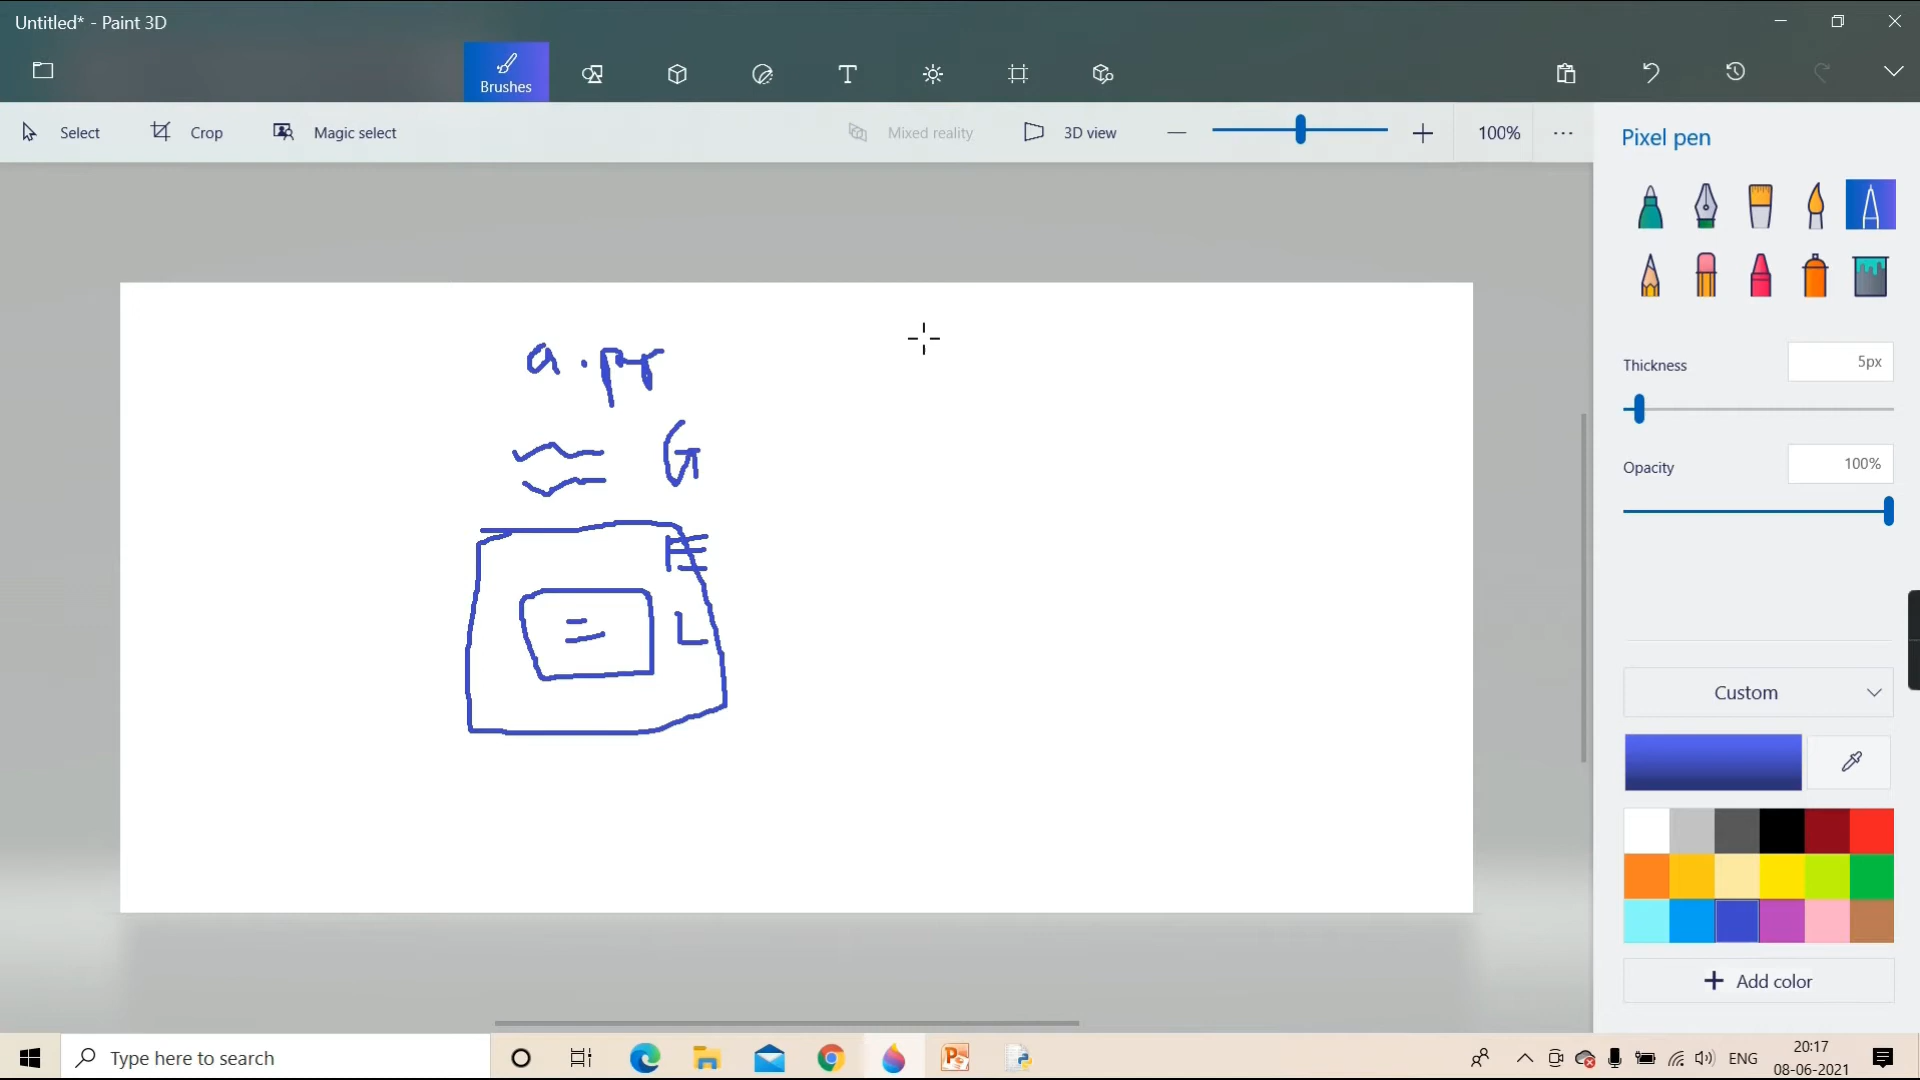 Untitled* - Paint 3D
Brushes
Select Crop Magic select Mixed reality 3D view 100%
Pixel pen
Thickness 5px
Opacity 100%
Custom
Add color
G
E
L
Type here to search
ENG
20:17
08-06-2021